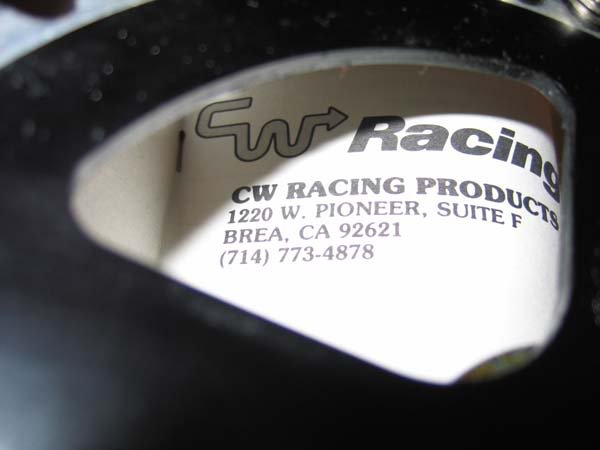 CW Racing
CW RACING PRODUCTS
1220 W. PIONEER, SUITE F
BREA, CA 92621
(714) 773-4878